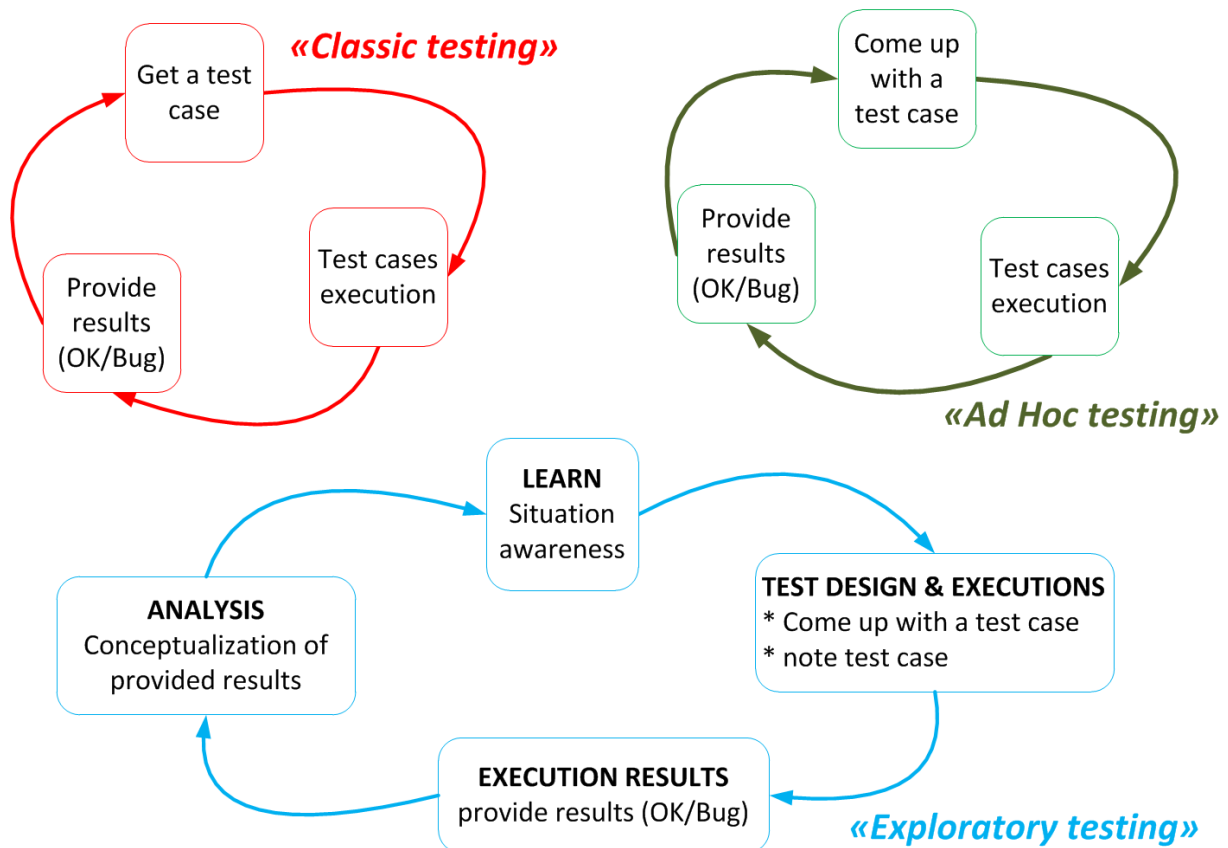 «Classic testing»
Get a test
case
Test cases
execution
Provide
results
(OK/Bug)
Come up
with a
test case
Test cases
execution
Provide
results
(OK/Bug)
«Ad Hoc testing»
LEARN
Situation
awareness
TEST DESIGN & EXECUTIONS
* Come up with a test case
* note test case
EXECUTION RESULTS
provide results (OK/Bug)
ANALYSIS
Conceptualization of
provided results
«Exploratory testing»